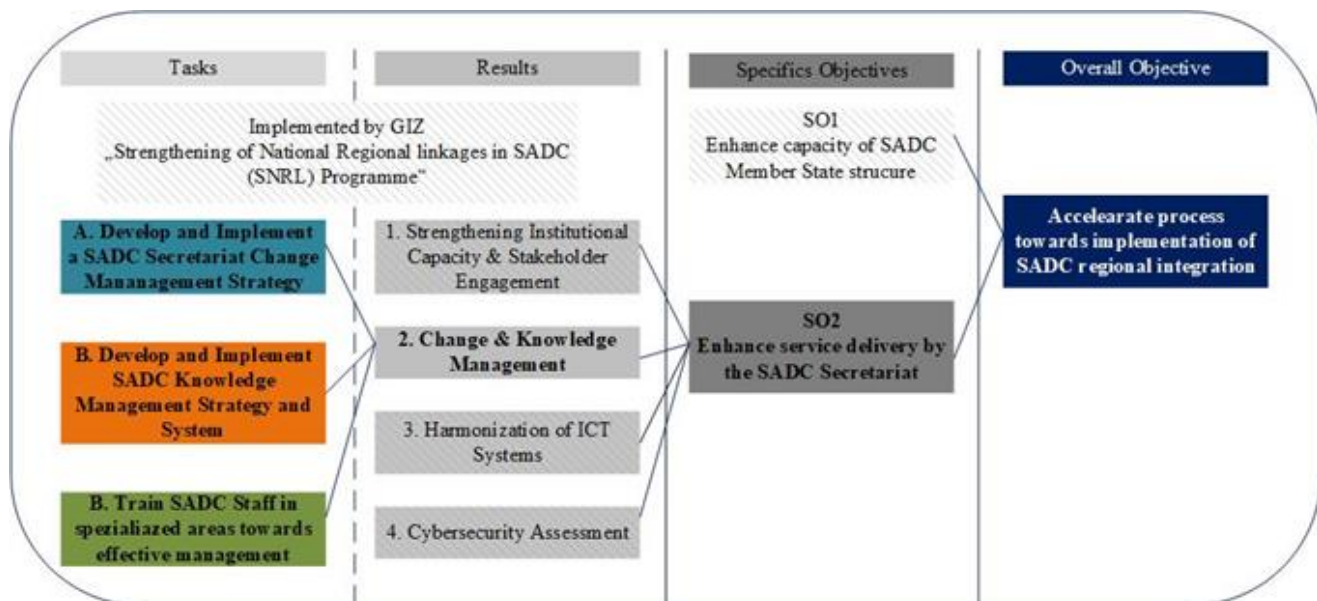 Tasks
Results
Specifics Objectives
Overall Objective
Implemented by GIZ
„Strengthening of National Regional linkages in SADC
(SNRL) Programme“
SO1
Enhance capacity of SADC
Member State strucure
A. Develop and Implement
a SADC Secretariat Change
Mananagement Strategy
1. Strengthening Institutional
Capacity & Stakeholder
Engagement
Accelearate process
towards implementation of
SADC regional integration
B. Develop and Implement
SADC Knowledge
Management Strategy and
System
2. Change & Knowledge
Management
SO2
Enhance service delivery by
the SADC Secretariat
3. Harmonization of ICT
Systems
B. Train SADC Staff in
spezialiazed areas towards
effective management
4. Cybersecurity Assessment